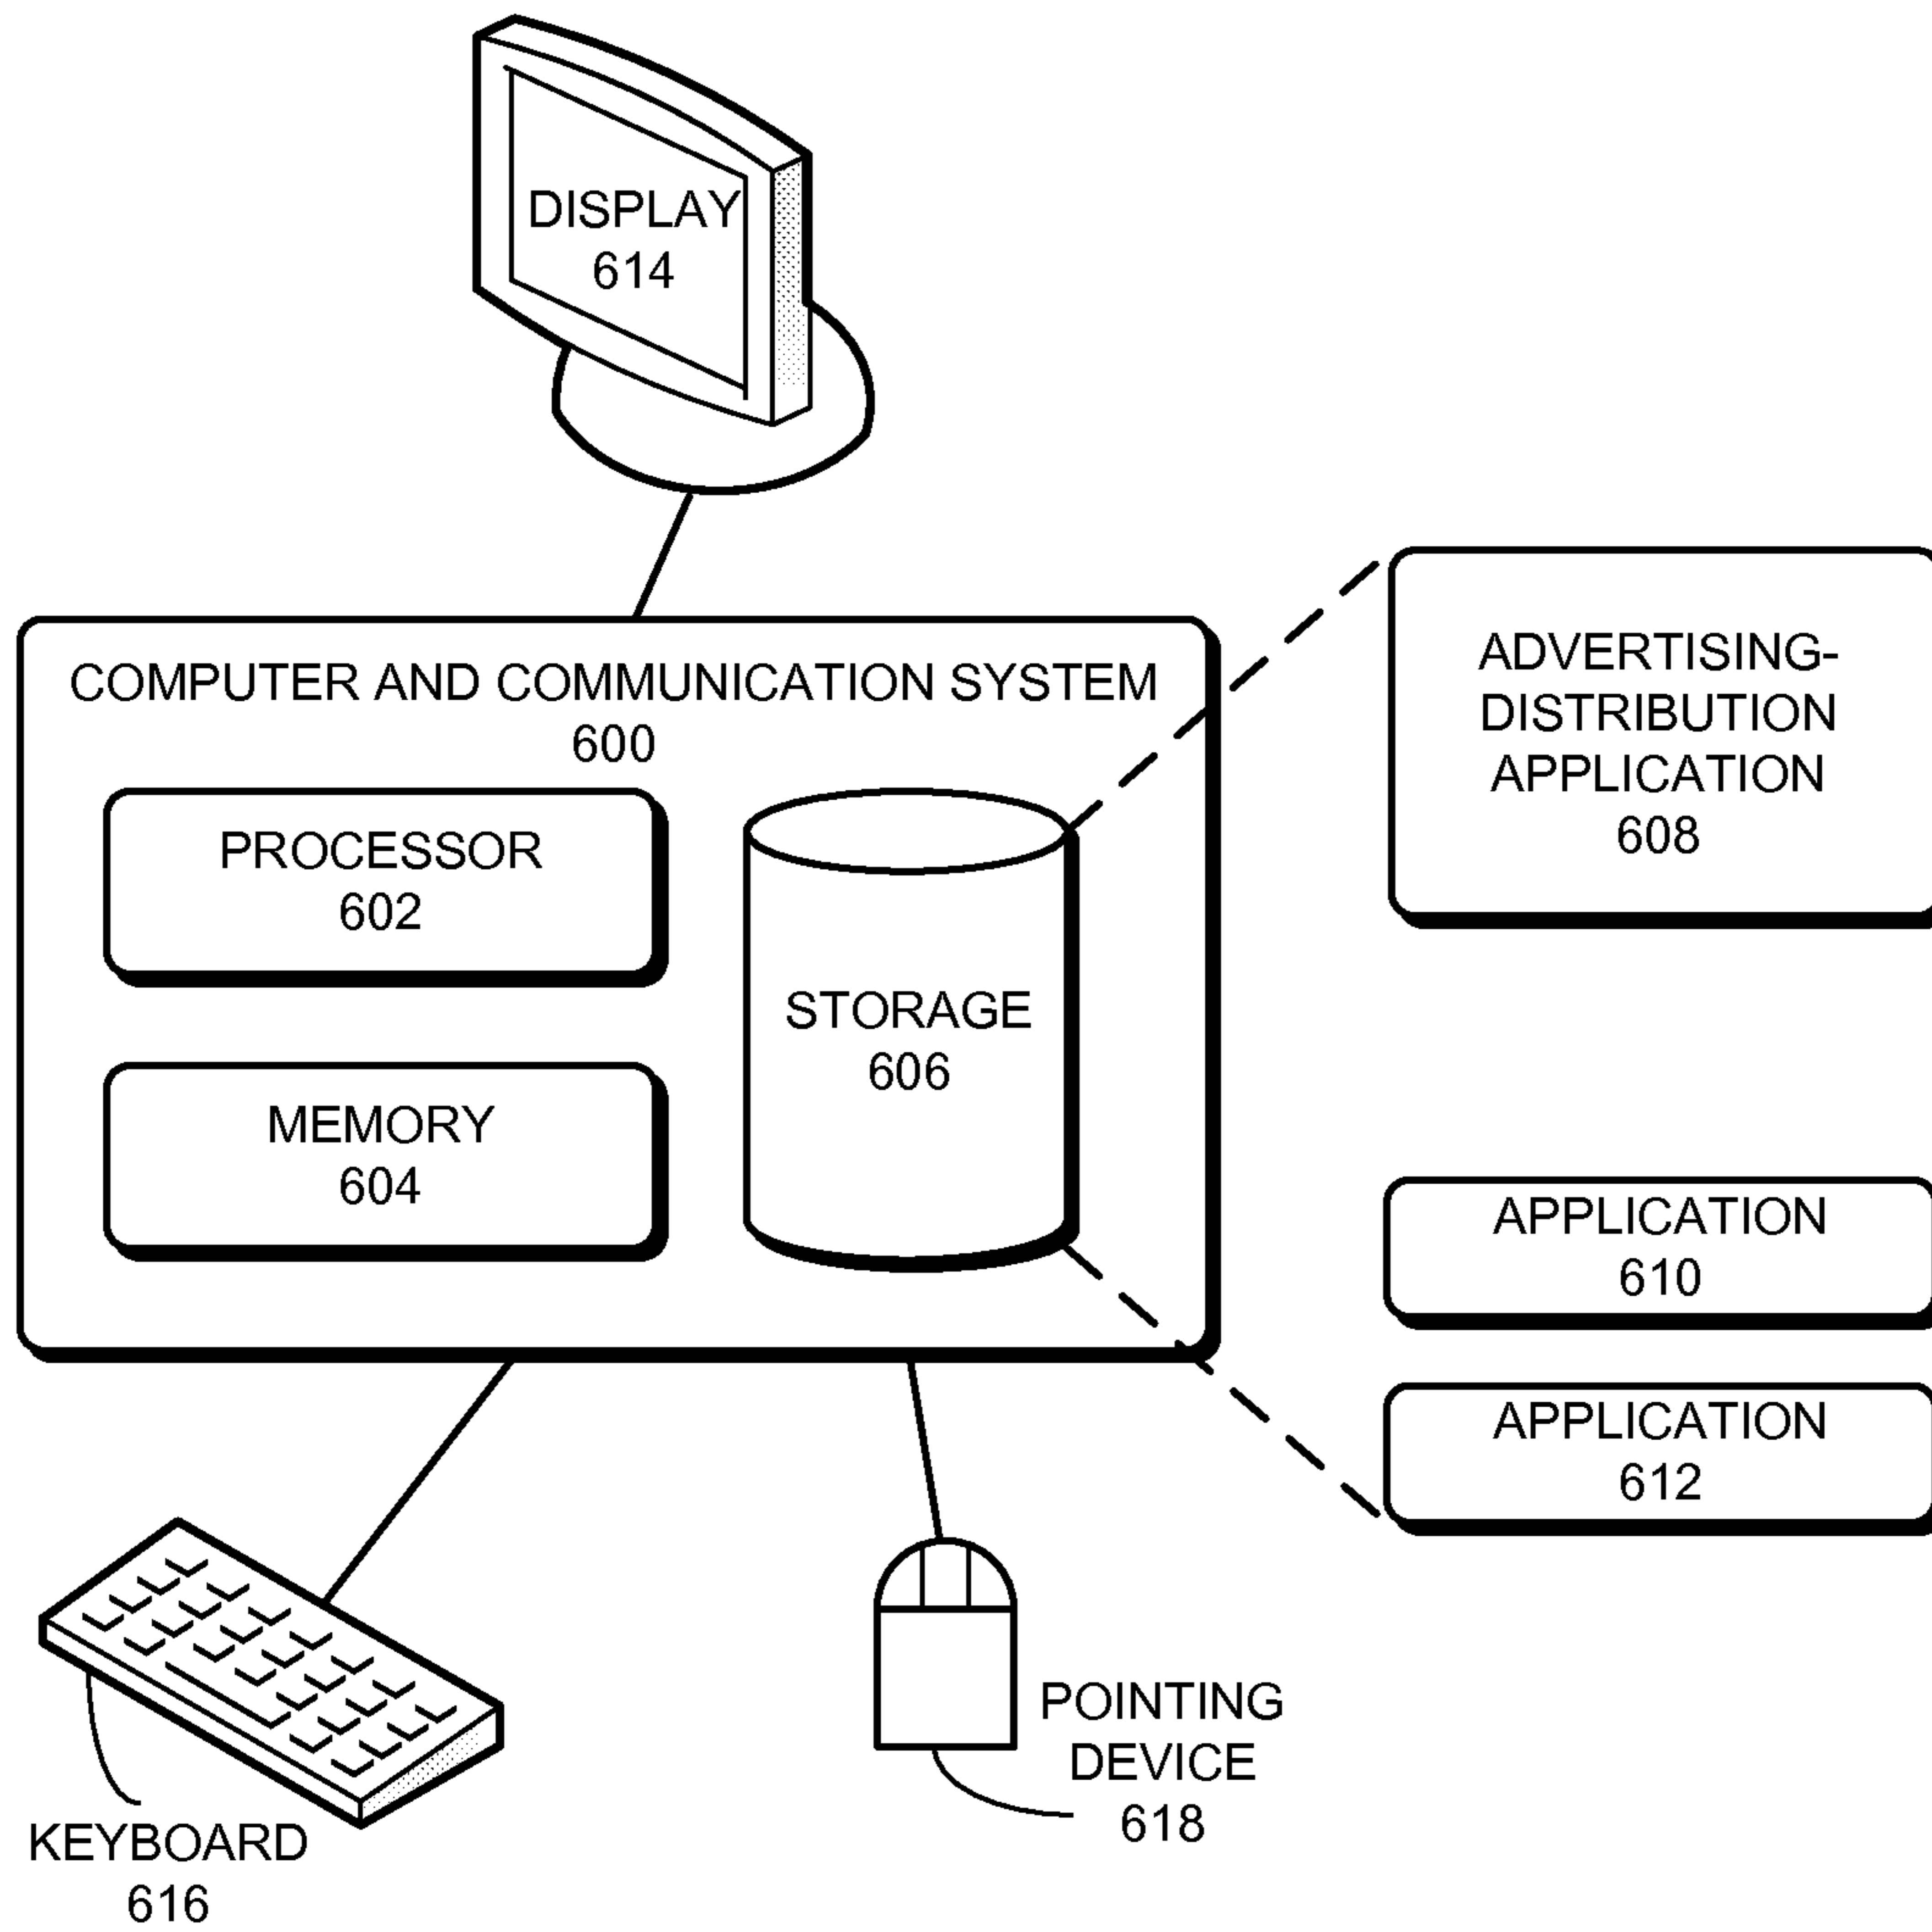 DISPLAY
614
COMPUTER AND COMMUNICATION SYSTEM
600
PROCESSOR
602
MEMORY
604
STORAGE
606
ADVERTISING-
DISTRIBUTION
APPLICATION
608
APPLICATION
610
APPLICATION
612
KEYBOARD
616
POINTING
DEVICE
618